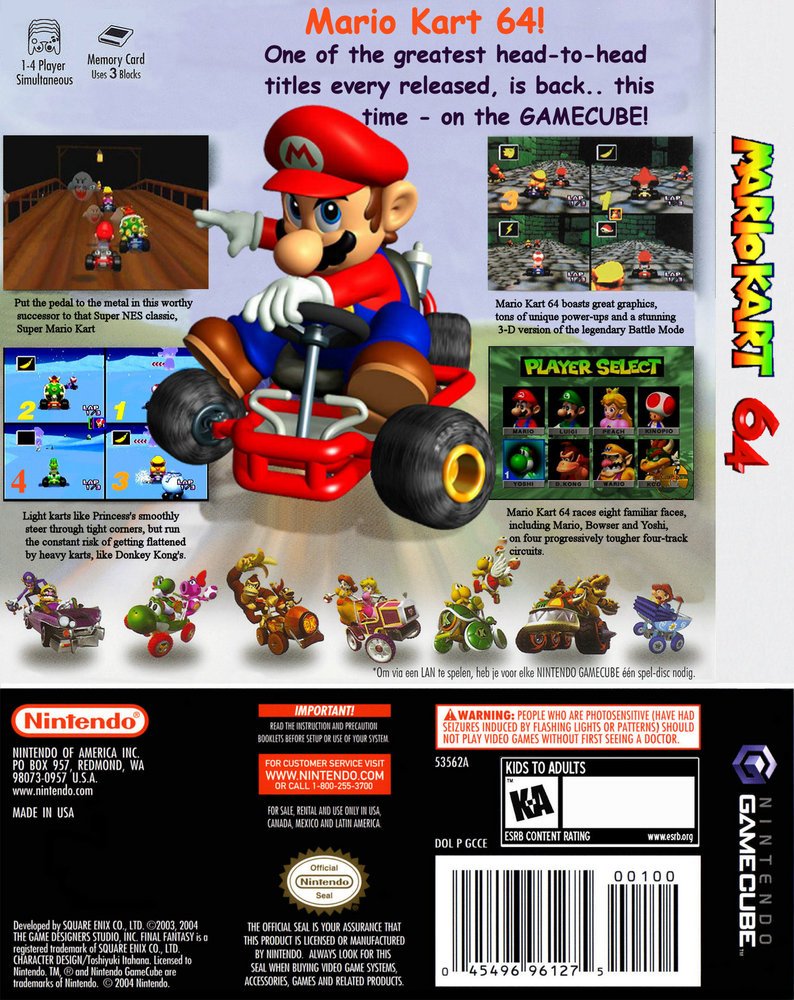 Mario Kart 64!
One of the greatest head-to-head
titles every released, is back.. this
time - on the GAMECUBE!
1-4 Player
Simultaneous
Memory Card
Uses 3 Blocks
Put the pedal to the metal in this worthy
successor to that Super NES classic,
Super Mario Kart
3
1
Mario Kart 64 boasts great graphics,
tons of unique power-ups and a stunning
3-D version of the legendary Battle Mode
2
LAP
1
4
LAP
3
LAP
Light karts like Princess's smoothly
steer through tight corners, but run
the constant risk of getting flattened
by heavy karts, like Donkey Kong's.
PLAYER SELECT
MARIO
LUIGI
PEACH
KINOPIO
1
YOSHI
D.KONG
WARIO
Mario Kart 64 races eight familiar faces,
including Mario, Bowser and Yoshi,
on four progressively tougher four-track
circuits.
*Om via een LAN te spelen, heb je voor elke NINTENDO GAMECUBE één spel-disc nodig.
MARIO KART 64
Nintendo®
NINTENDO OF AMERICA INC.
PO BOX 957, REDMOND, WA
98073-0957 U.S.A.
www.nintendo.com
MADE IN USA
Developed by SQUARE ENIX CO., LTD. ©2003, 2004
THE GAME DESIGNERS STUDIO, INC. FINAL FANTASY is a
registered trademark of SQUARE ENIX CO., LTD.
CHARACTER DESIGN/Toshiyuki Itahana. Licensed to
Nintendo. TM, ® and Nintendo GameCube are
trademarks of Nintendo. © 2004 Nintendo.
IMPORTANT!
READ THE INSTRUCTION AND PRECAUTION
BOOKLETS BEFORE SETUP OR USE OF YOUR SYSTEM.
FOR CUSTOMER SERVICE VISIT
WWW.NINTENDO.COM
OR CALL 1-800-255-3700
FOR SALE, RENTAL AND USE ONLY IN USA,
CANADA, MEXICO AND LATIN AMERICA.
Official
Nintendo
Seal
THE OFFICIAL SEAL IS YOUR ASSURANCE THAT
THIS PRODUCT IS LICENSED OR MANUFACTURED
BY NINTENDO. ALWAYS LOOK FOR THIS
SEAL WHEN BUYING VIDEO GAME SYSTEMS,
ACCESSORIES, GAMES AND RELATED PRODUCTS.
WARNING: PEOPLE WHO ARE PHOTOSENSITIVE (HAVE HAD
SEIZURES INDUCED BY FLASHING LIGHTS OR PATTERNS) SHOULD
NOT PLAY VIDEO GAMES WITHOUT FIRST SEEING A DOCTOR.
53562A
KIDS TO ADULTS
TM
K-A
ESRB CONTENT RATING
www.esrb.org
DOL P GCCE
00100
0 45496 96127 5
NINTENDO
GAMECUBE™